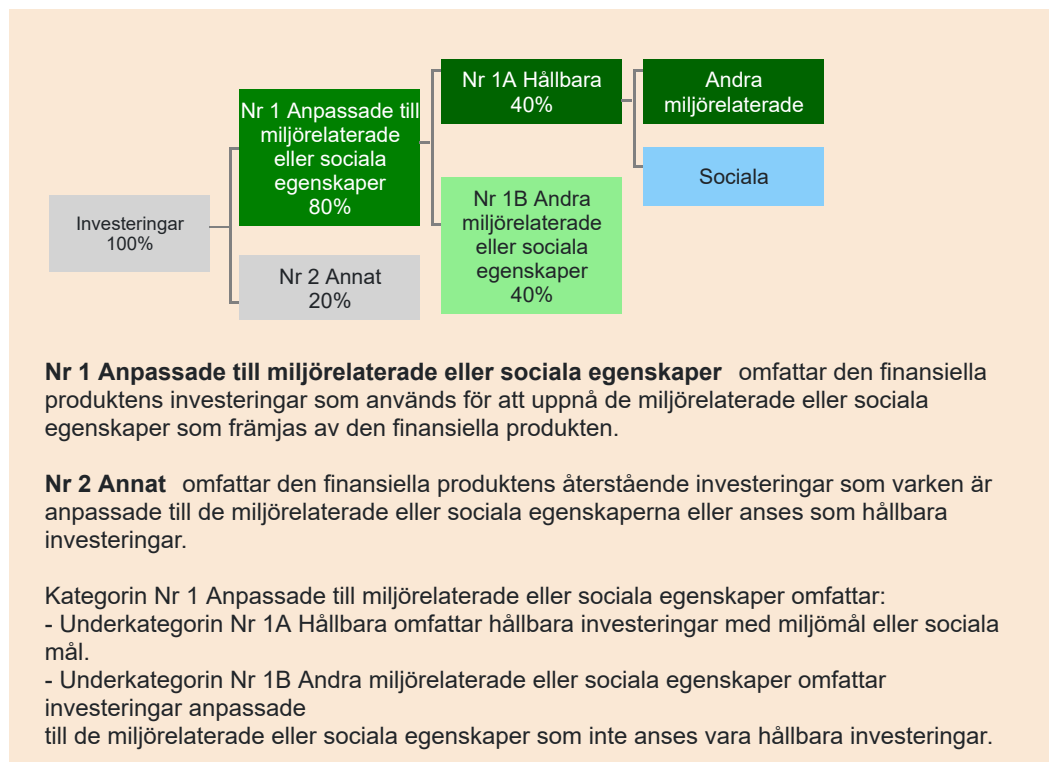 Investeringar
100%
Nr 1 Anpassade till
miljörelaterade
eller sociala
egenskaper
80%
Nr 2 Annat
20%
Nr 1A Hållbara
40%
Nr 1B Andra
miljörelaterade
eller sociala
egenskaper
40%
Andra
miljörelaterade
Sociala
Nr 1 Anpassade till miljörelaterade eller sociala egenskaper omfattar den finansiella
produktens investeringar som används för att uppnå de miljörelaterade eller sociala
egenskaper som främjas av den finansiella produkten.
Nr 2 Annat omfattar den finansiella produktens återstående investeringar som varken är
anpassade till de miljörelaterade eller sociala egenskaperna eller anses som hållbara
investeringar.
Kategorin Nr 1 Anpassade till miljörelaterade eller sociala egenskaper omfattar:
- Underkategorin Nr 1A Hållbara omfattar hållbara investeringar med miljömål eller sociala
mål.
- Underkategorin Nr 1B Andra miljörelaterade eller sociala egenskaper omfattar
investeringar anpassade
till de miljörelaterade eller sociala egenskaper som inte anses vara hållbara investeringar.